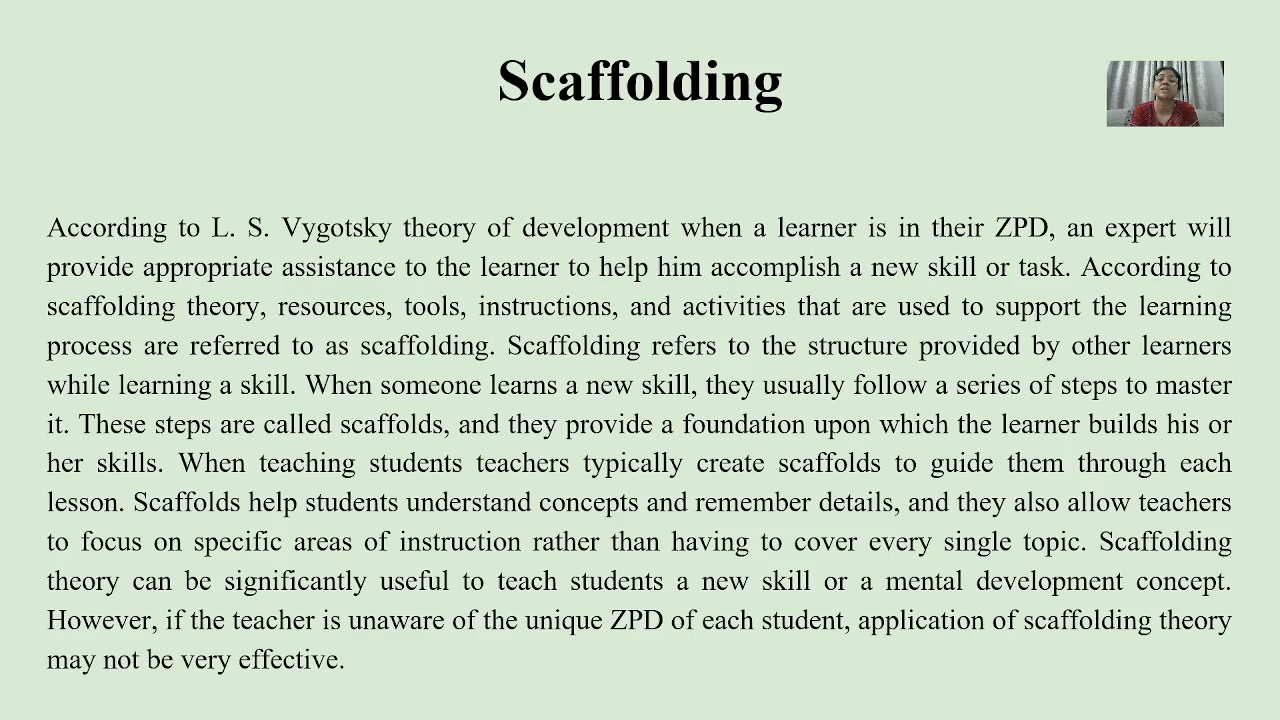 Scaffolding
According to L. S. Vygotsky theory of development when a learner is in their ZPD, an expert will
provide appropriate assistance to the learner to help him accomplish a new skill or task. According to
scaffolding theory, resources, tools, instructions, and activities that are used to support the learning
process are referred to as scaffolding. Scaffolding refers to the structure provided by other learners
while learning a skill. When someone learns a new skill, they usually follow a series of steps to master
it. These steps are called scaffolds, and they provide a foundation upon which the learner builds his or
her skills. When teaching students teachers typically create scaffolds to guide them through each
lesson. Scaffolds help students understand concepts and remember details, and they also allow teachers
to focus on specific areas of instruction rather than having to cover every single topic. Scaffolding
theory can be significantly useful to teach students a new skill or a mental development concept.
However, if the teacher is unaware of the unique ZPD of each student, application of scaffolding theory
may not be very effective.